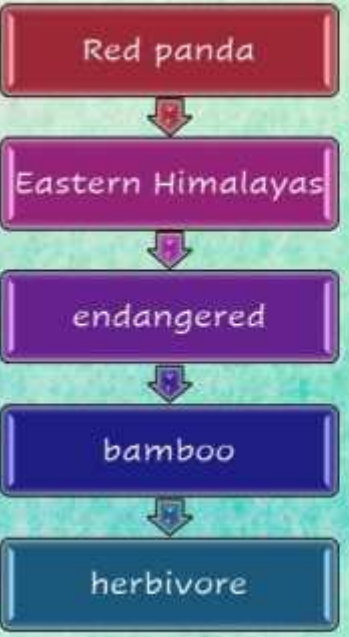 Red panda
Eastern Himalayas
endangered
bamboo
herbivore